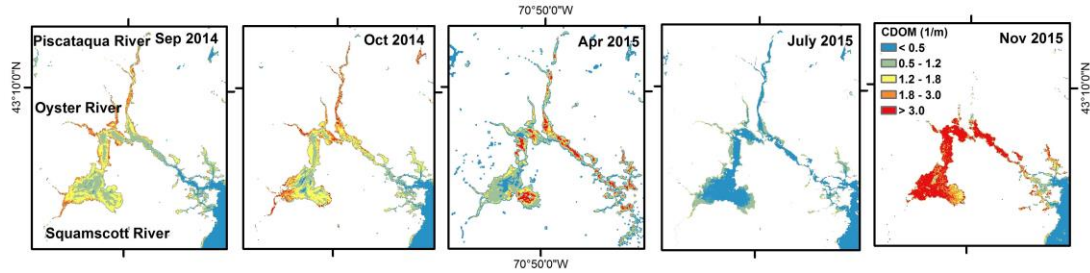 70°50'0"W
Piscataqua River Sep 2014
Oct 2014
Apr 2015
July 2015
Nov 2015
CDOM (1/m)
< 0.5
0.5 - 1.2
1.2 - 1.8
1.8 - 3.0
> 3.0
43°10'0"N
43°10'0"N
Oyster River
Squamscott River
70°50'0"W